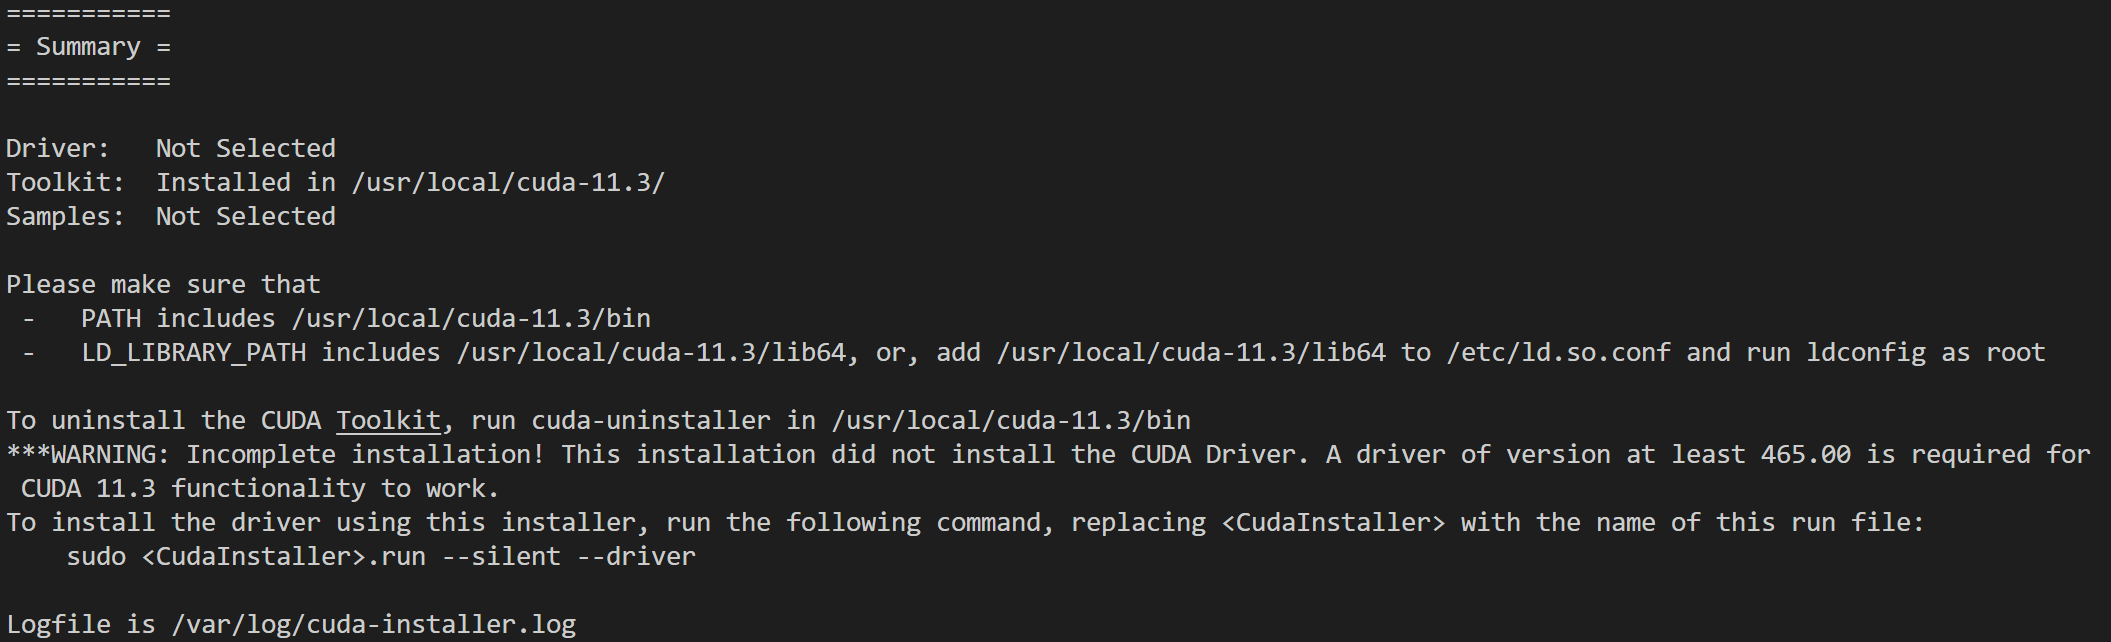 ===========
= Summary =
===========
Driver:   Not Selected
Toolkit:  Installed in /usr/local/cuda-11.3/
Samples:  Not Selected
Please make sure that
 -   PATH includes /usr/local/cuda-11.3/bin
 -   LD_LIBRARY_PATH includes /usr/local/cuda-11.3/lib64, or, add /usr/local/cuda-11.3/lib64 to /etc/ld.so.conf and run ldconfig as root
To uninstall the CUDA Toolkit, run cuda-uninstaller in /usr/local/cuda-11.3/bin
***WARNING: Incomplete installation! This installation did not install the CUDA Driver. A driver of version at least 465.00 is required for
 CUDA 11.3 functionality to work.
To install the driver using this installer, run the following command, replacing <CudaInstaller> with the name of this run file:
    sudo <CudaInstaller>.run --silent --driver
Logfile is /var/log/cuda-installer.log